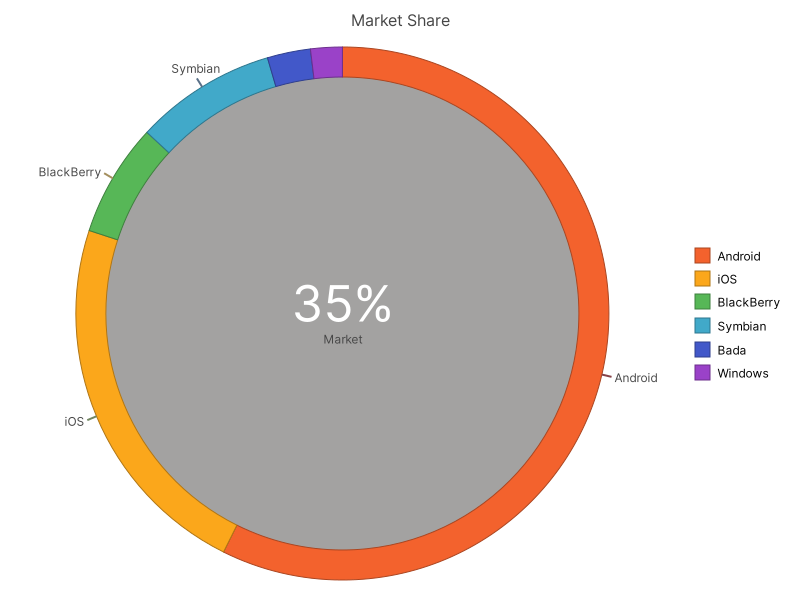 Market Share
Symbian
BlackBerry
iOS
Android
35%
Market
Android
iOS
BlackBerry
Symbian
Bada
Windows